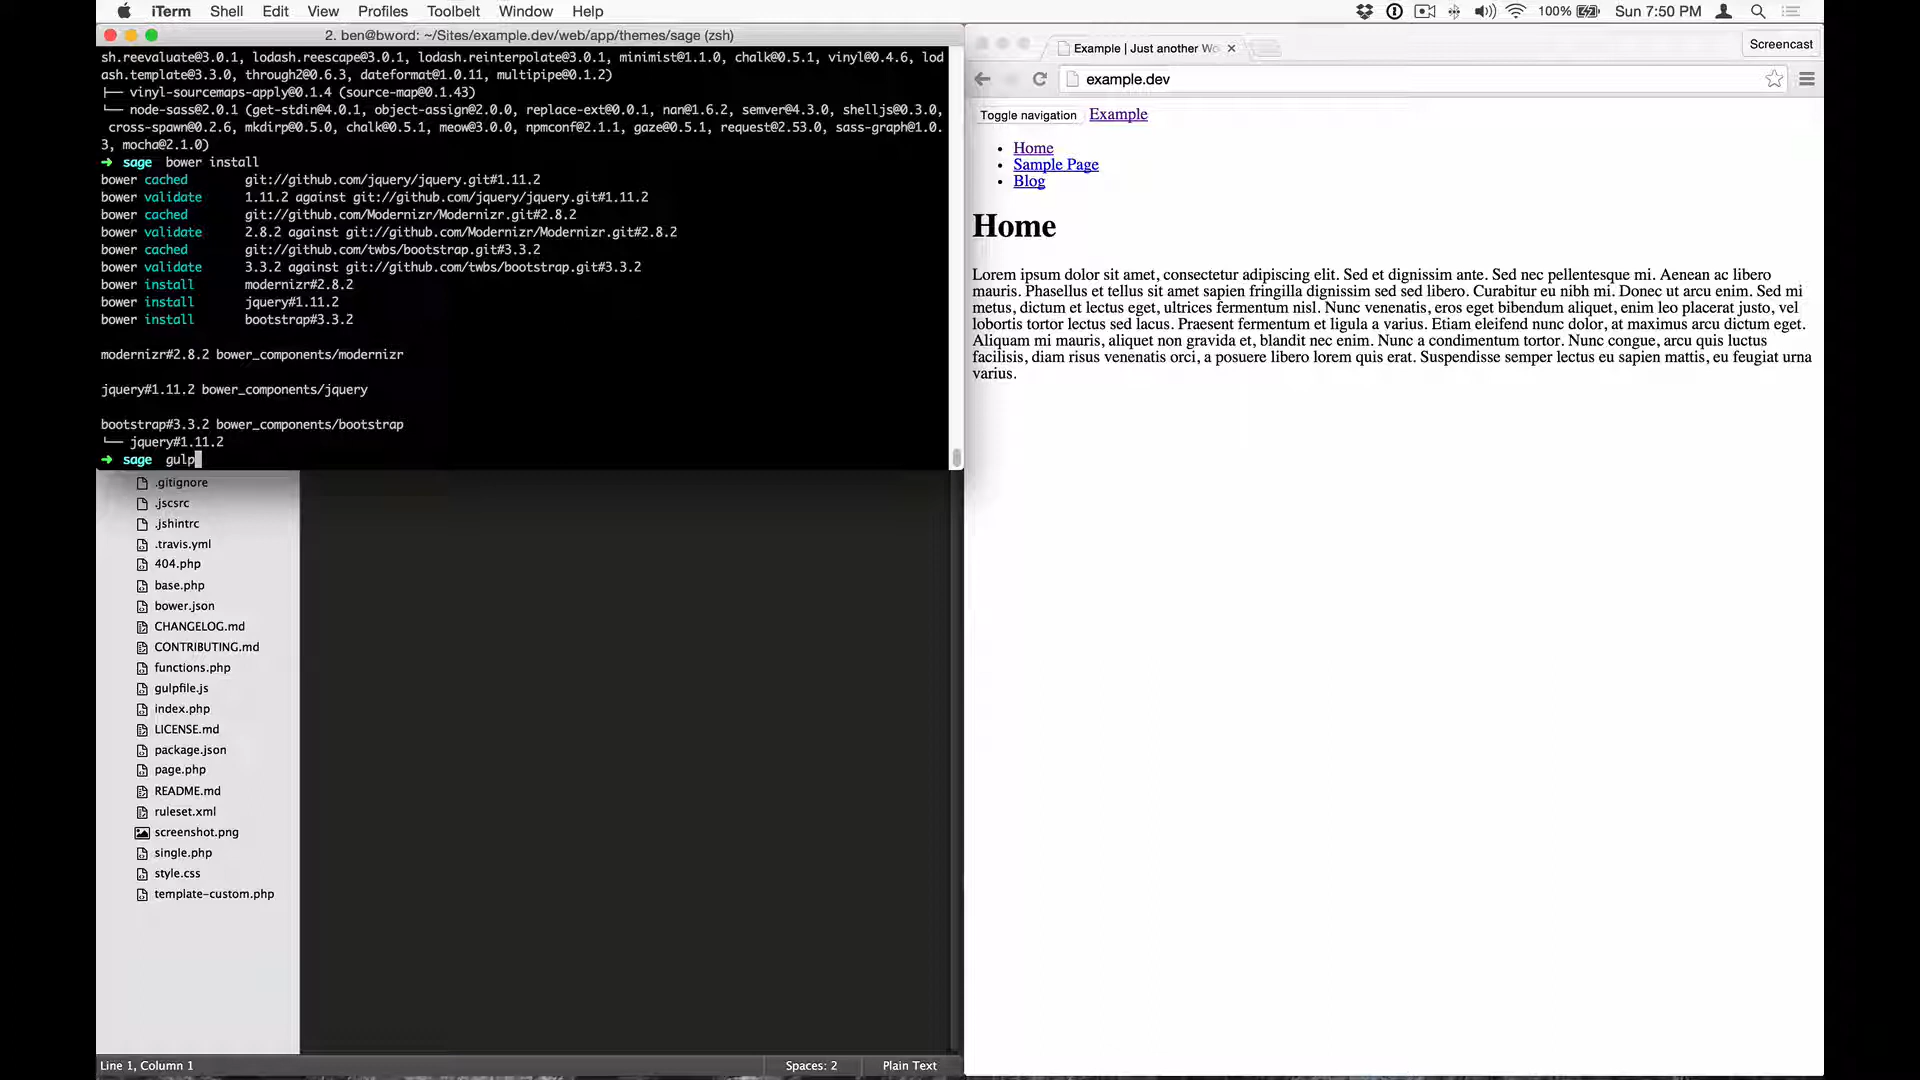 iTerm Shell Edit View Profiles Toolbelt Window Help 100% Sun 7:50 PM
2. ben@bword: ~/Sites/example.dev/web/app/themes/sage (zsh)
sh.reevaluate@3.0.1, lodash.reescape@3.0.1, lodash.reinterpolate@3.0.1, minimist@1.1.0, chalk@0.5.1, vinyl@0.4.6, lod
ash.template@3.3.0, through2@0.6.3, dateformat@1.0.11, multipipe@0.1.2)
├── vinyl-sourcemaps-apply@0.1.4 (source-map@0.1.43)
└── node-sass@2.0.1 (get-stdin@4.0.1, object-assign@2.0.0, replace-ext@0.0.1, nan@1.6.2, semver@4.3.0, shelljs@0.3.0,
cross-spawn@0.2.6, mkdirp@0.5.0, chalk@0.5.1, meow@3.0.0, npmconf@2.1.1, gaze@0.5.1, request@2.53.0, sass-graph@1.0.
3, mocha@2.1.0)
➜ sage bower install
bower cached git://github.com/jquery/jquery.git#1.11.2
bower validate 1.11.2 against git://github.com/jquery/jquery.git#1.11.2
bower cached git://github.com/Modernizr/Modernizr.git#2.8.2
bower validate 2.8.2 against git://github.com/Modernizr/Modernizr.git#2.8.2
bower cached git://github.com/twbs/bootstrap.git#3.3.2
bower validate 3.3.2 against git://github.com/twbs/bootstrap.git#3.3.2
bower install modernizr#2.8.2
bower install jquery#1.11.2
bower install bootstrap#3.3.2
modernizr#2.8.2 bower_components/modernizr
jquery#1.11.2 bower_components/jquery
bootstrap#3.3.2 bower_components/bootstrap
└── jquery#1.11.2
➜ sage gulp
.gitignore
.jscsrc
.jshintrc
.travis.yml
404.php
base.php
bower.json
CHANGELOG.md
CONTRIBUTING.md
functions.php
gulpfile.js
index.php
LICENSE.md
package.json
page.php
README.md
ruleset.xml
screenshot.png
single.php
style.css
template-custom.php
Line 1, Column 1 Spaces: 2 Plain Text
Example | Just another Wo Screencast
example.dev
Toggle navigation Example
Home
Sample Page
Blog
Home
Lorem ipsum dolor sit amet, consectetur adipiscing elit. Sed et dignissim ante. Sed nec pellentesque mi. Aenean ac libero
mauris. Phasellus et tellus sit amet sapien fringilla dignissim sed sed libero. Curabitur eu nibh mi. Donec ut arcu enim. Sed mi
metus, dictum et lectus eget, ultrices fermentum nisl. Nunc venenatis, eros eget bibendum aliquet, enim leo placerat justo, vel
lobortis tortor lectus sed lacus. Praesent fermentum et ligula a varius. Etiam eleifend nunc dolor, at maximus arcu dictum eget.
Aliquam mi mauris, aliquet non gravida et, blandit nec enim. Nunc a condimentum tortor. Nunc congue, arcu quis luctus
facilisis, diam risus venenatis orci, a posuere libero lorem quis erat. Suspendisse semper lectus eu sapien mattis, eu feugiat urna
varius.